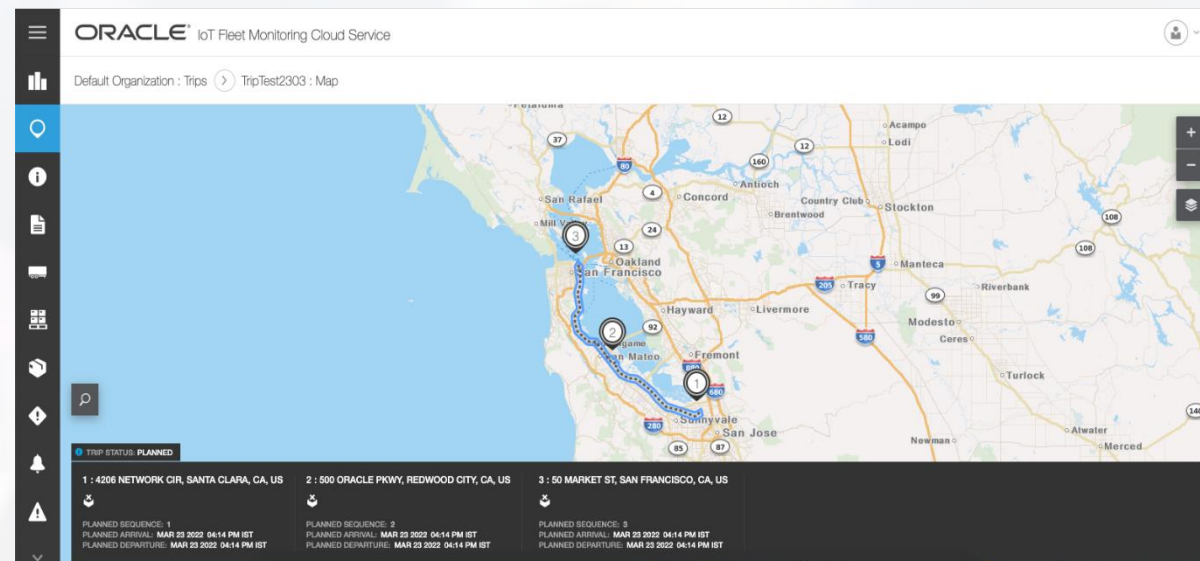 ORACLE® IoT Fleet Monitoring Cloud Service
Default Organization : Trips > TripTest2303 : Map
37
12
80
160
12
Acampo
Lodi
4
Antioch
San Rafael
Concord
Country Club
Stockton
Brentwood
108
3
24
13
108
Oakland
San Francisco
5
Manteca
205
Tracy
99
Riverbank
Hayward
Livermore
2
92
Modesto
580
Ceres
San Mateo
Fremont
880
1
680
Turlock
280
Sunnyvale
San Jose
Atwater
Newman
Merced
85
87
TRIP STATUS: PLANNED
1 : 4206 NETWORK CIR, SANTA CLARA, CA, US
PLANNED SEQUENCE: 1
PLANNED ARRIVAL: MAR 23 2022 04:14 PM IST
PLANNED DEPARTURE: MAR 23 2022 04:14 PM IST
2 : 500 ORACLE PKWY, REDWOOD CITY, CA, US
PLANNED SEQUENCE: 2
PLANNED ARRIVAL: MAR 23 2022 04:14 PM IST
PLANNED DEPARTURE: MAR 23 2022 04:14 PM IST
3 : 50 MARKET ST, SAN FRANCISCO, CA, US
PLANNED SEQUENCE: 3
PLANNED ARRIVAL: MAR 23 2022 04:14 PM IST
PLANNED DEPARTURE: MAR 23 2022 04:14 PM IST